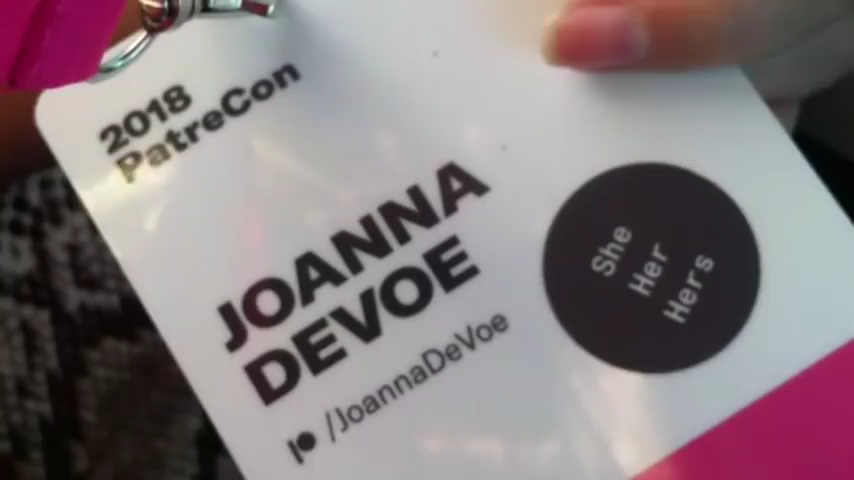 2018
PatreCon
JOANNA
DEVOE
/JoannaDeVoe
She
Her
Hers